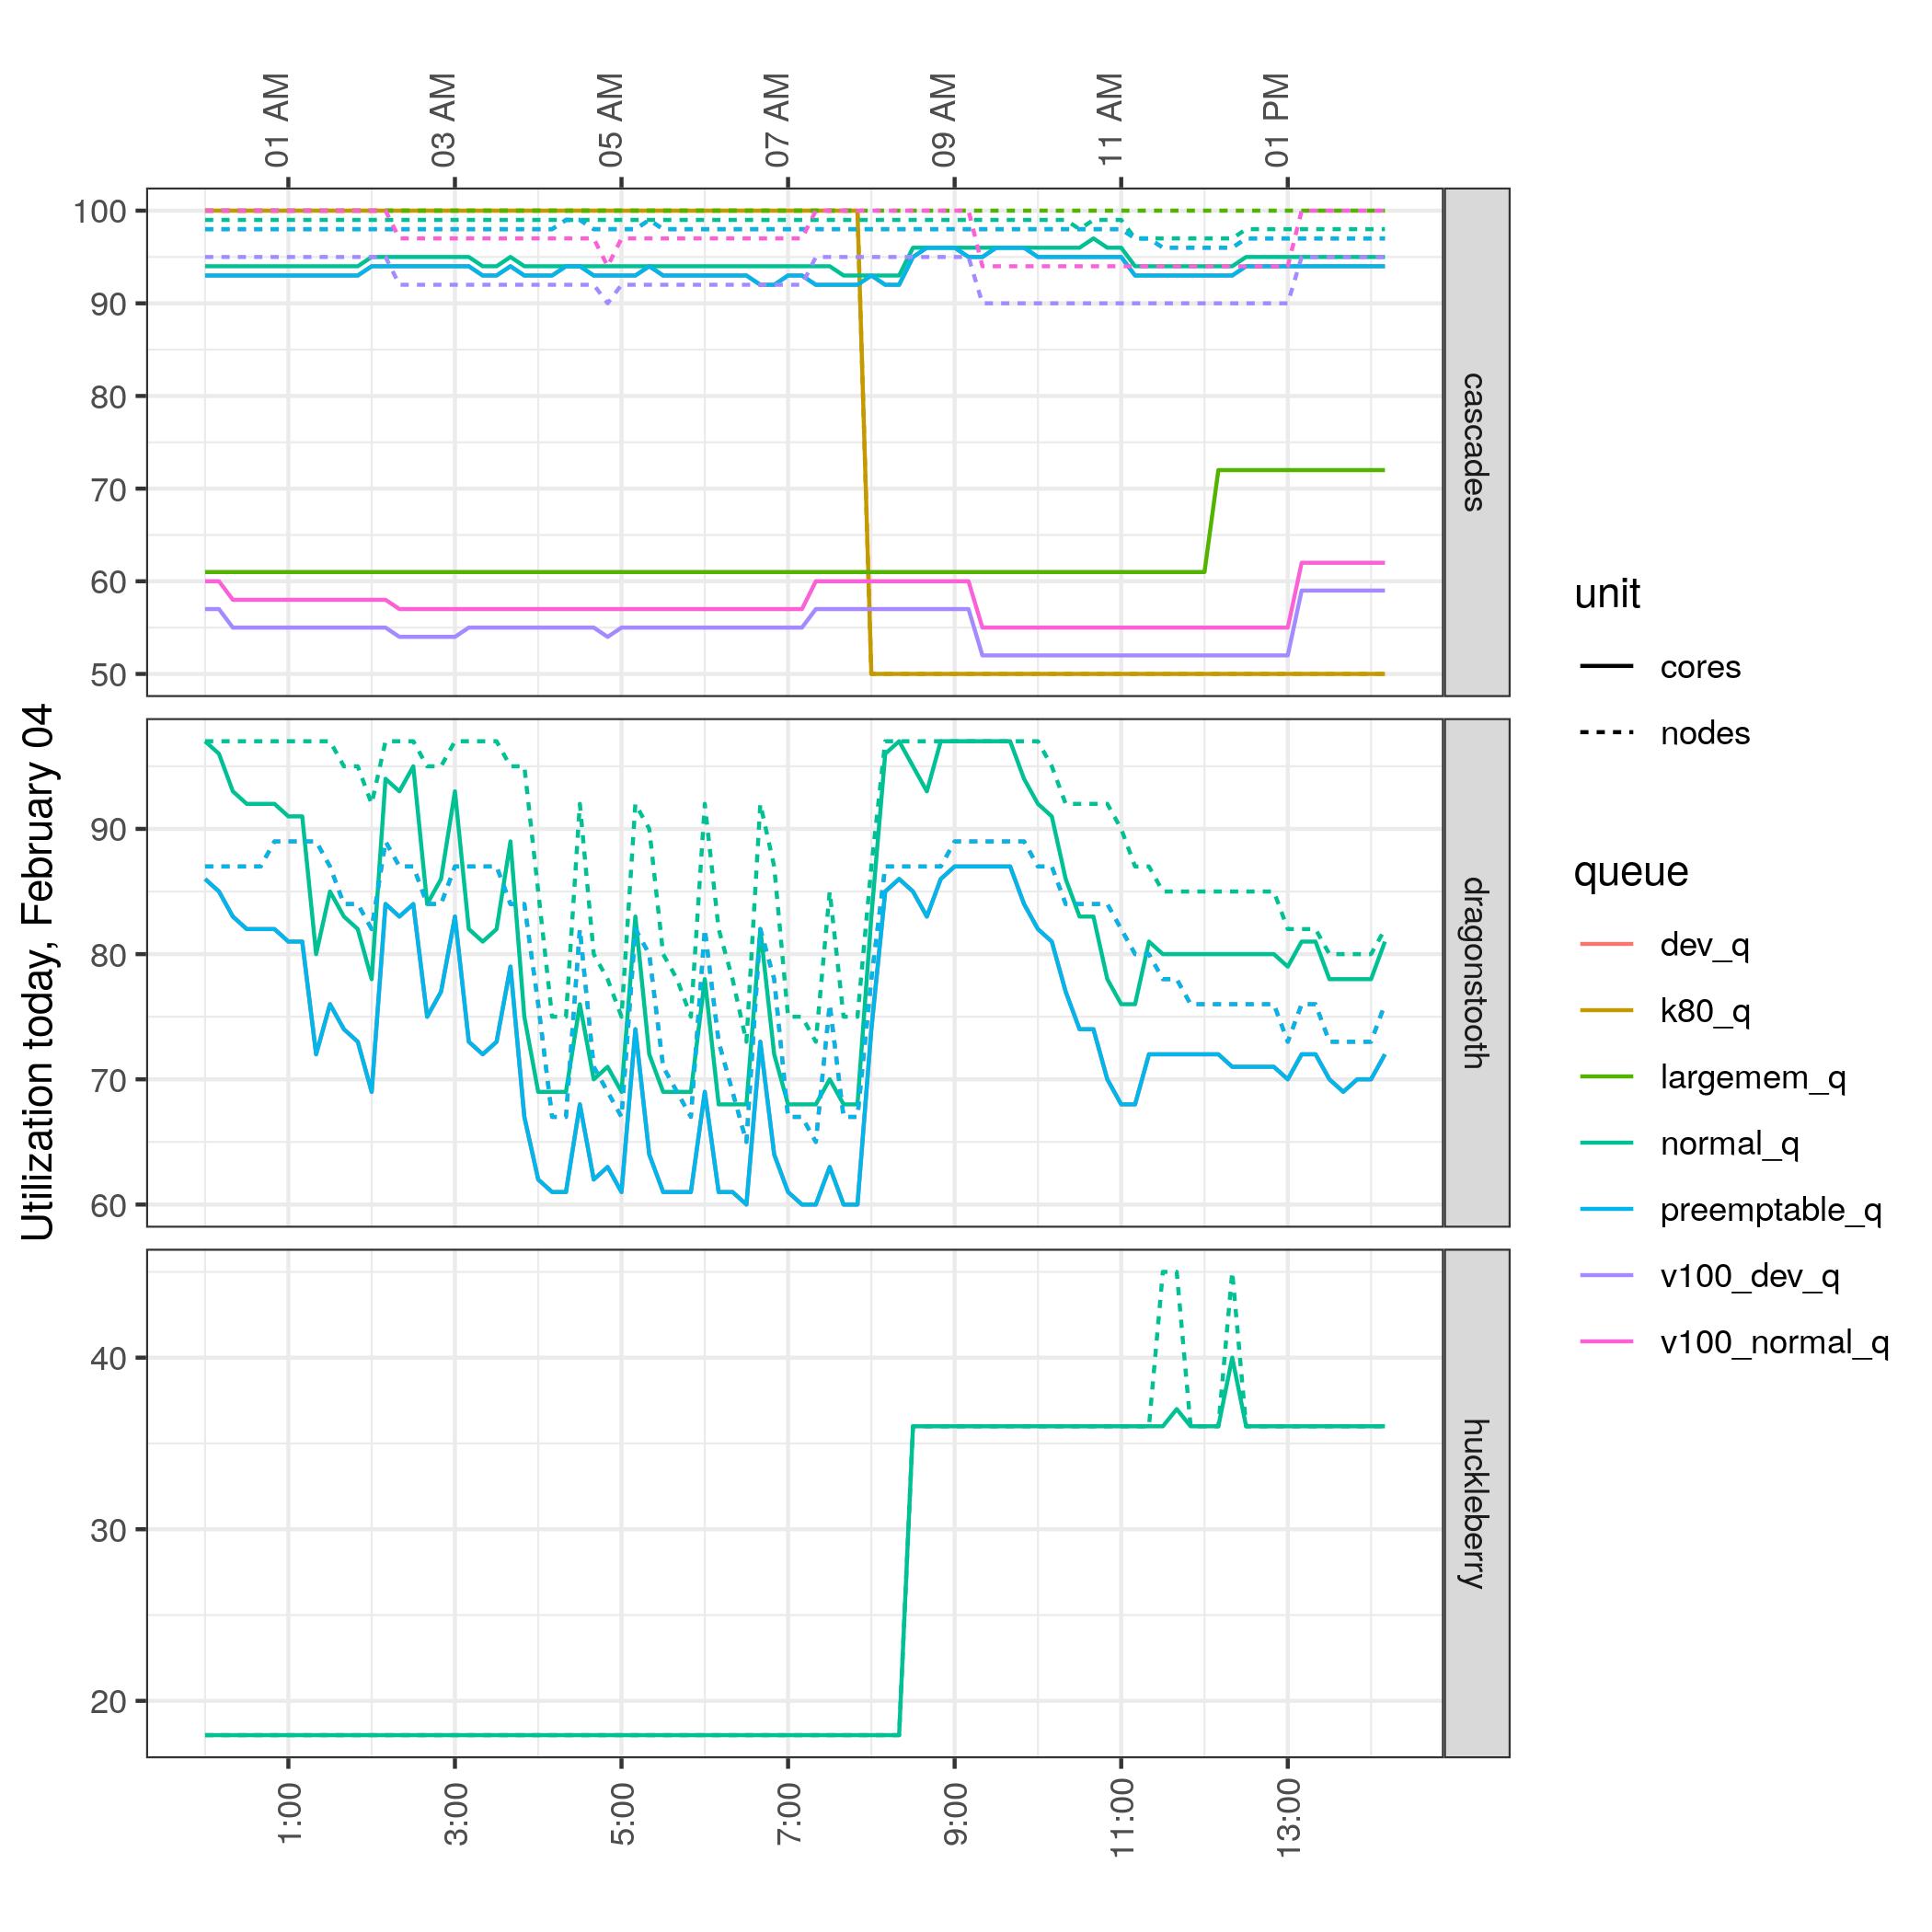 01 AM
03 AM
05 AM
07 AM
09 AM
11 AM
01 PM
Utilization today, February 04
100
90
80
70
60
50
cascades
90
80
70
60
dragonstooth
40
30
20
huckleberry
1:00
3:00
5:00
7:00
9:00
11:00
13:00
unit
cores
nodes
queue
dev_q
k80_q
largemem_q
normal_q
preemptable_q
v100_dev_q
v100_normal_q